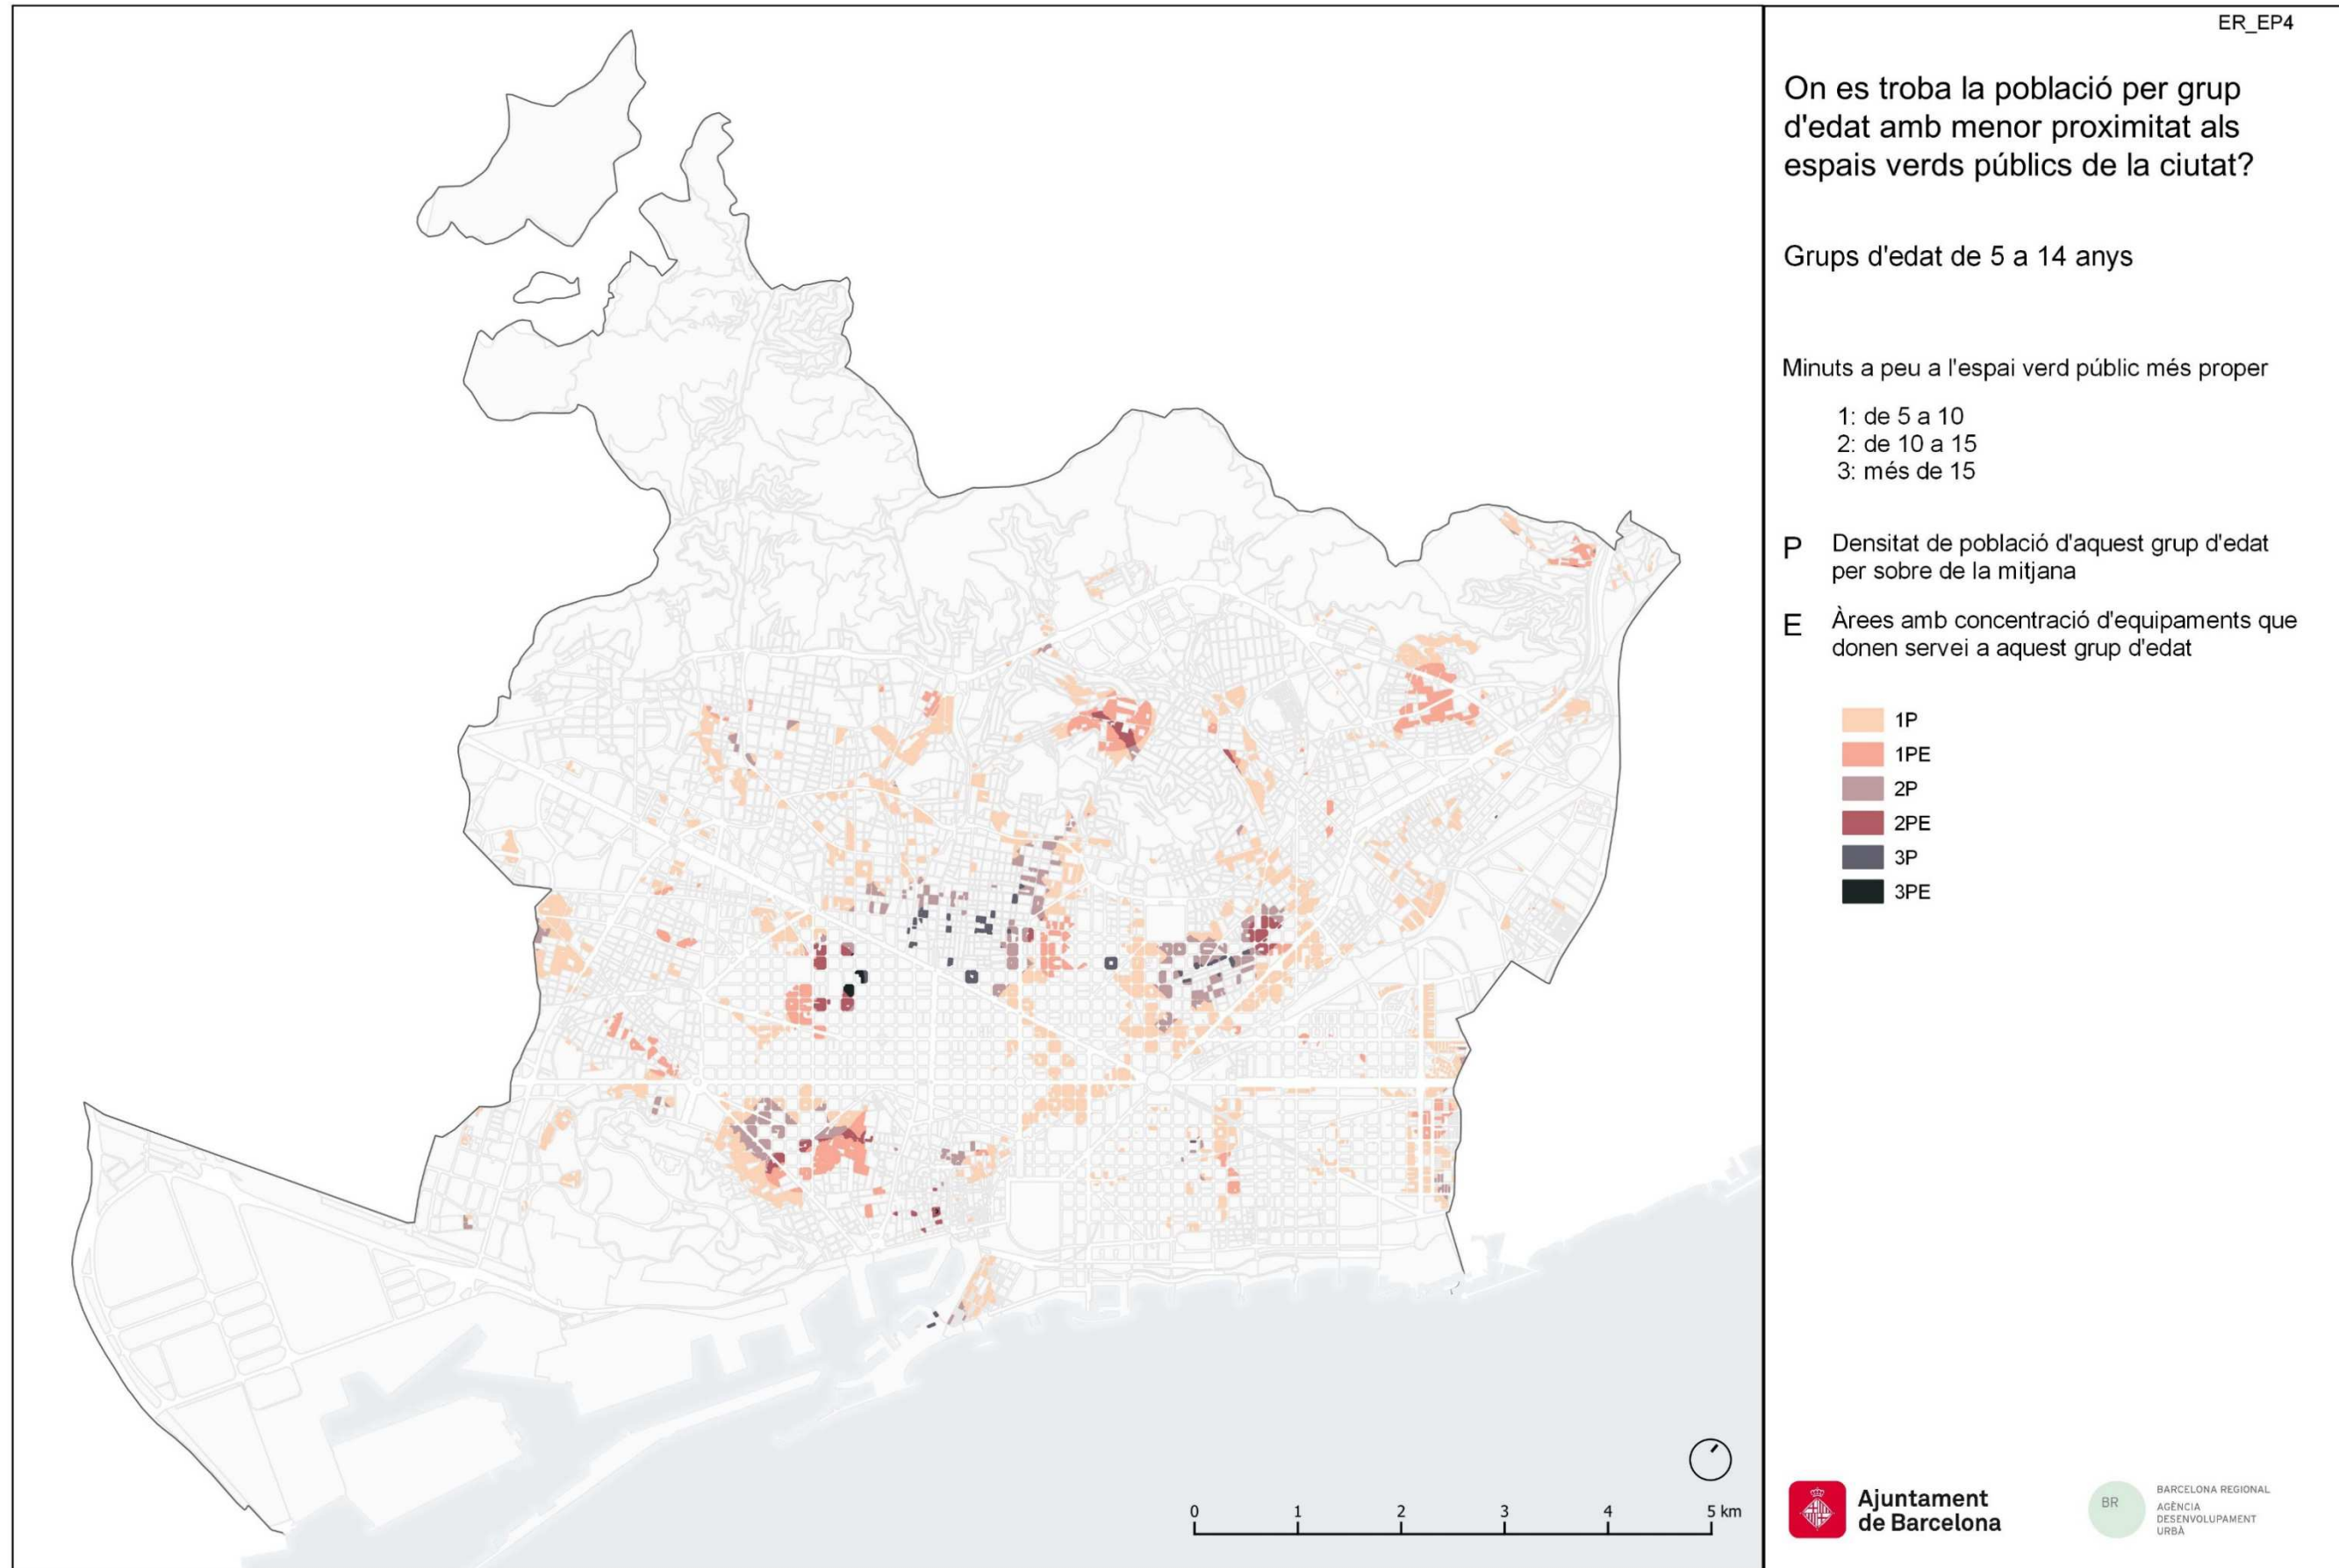 ER_EP4
On es troba la població per grup
d'edat amb menor proximitat als
espais verds públics de la ciutat?
Grups d'edat de 5 a 14 anys
Minuts a peu a l'espai verd públic més proper
1: de 5 a 10
2: de 10 a 15
3: més de 15
P Densitat de població d'aquest grup d'edat
per sobre de la mitjana
E Àrees amb concentració d'equipaments que
donen servei a aquest grup d'edat
1P
1PE
2P
2PE
3P
3PE
0 1 2 3 4 5 km
Ajuntament
de Barcelona
BR
BARCELONA REGIONAL
AGÈNCIA
DESENVOLUPAMENT
URBÀ